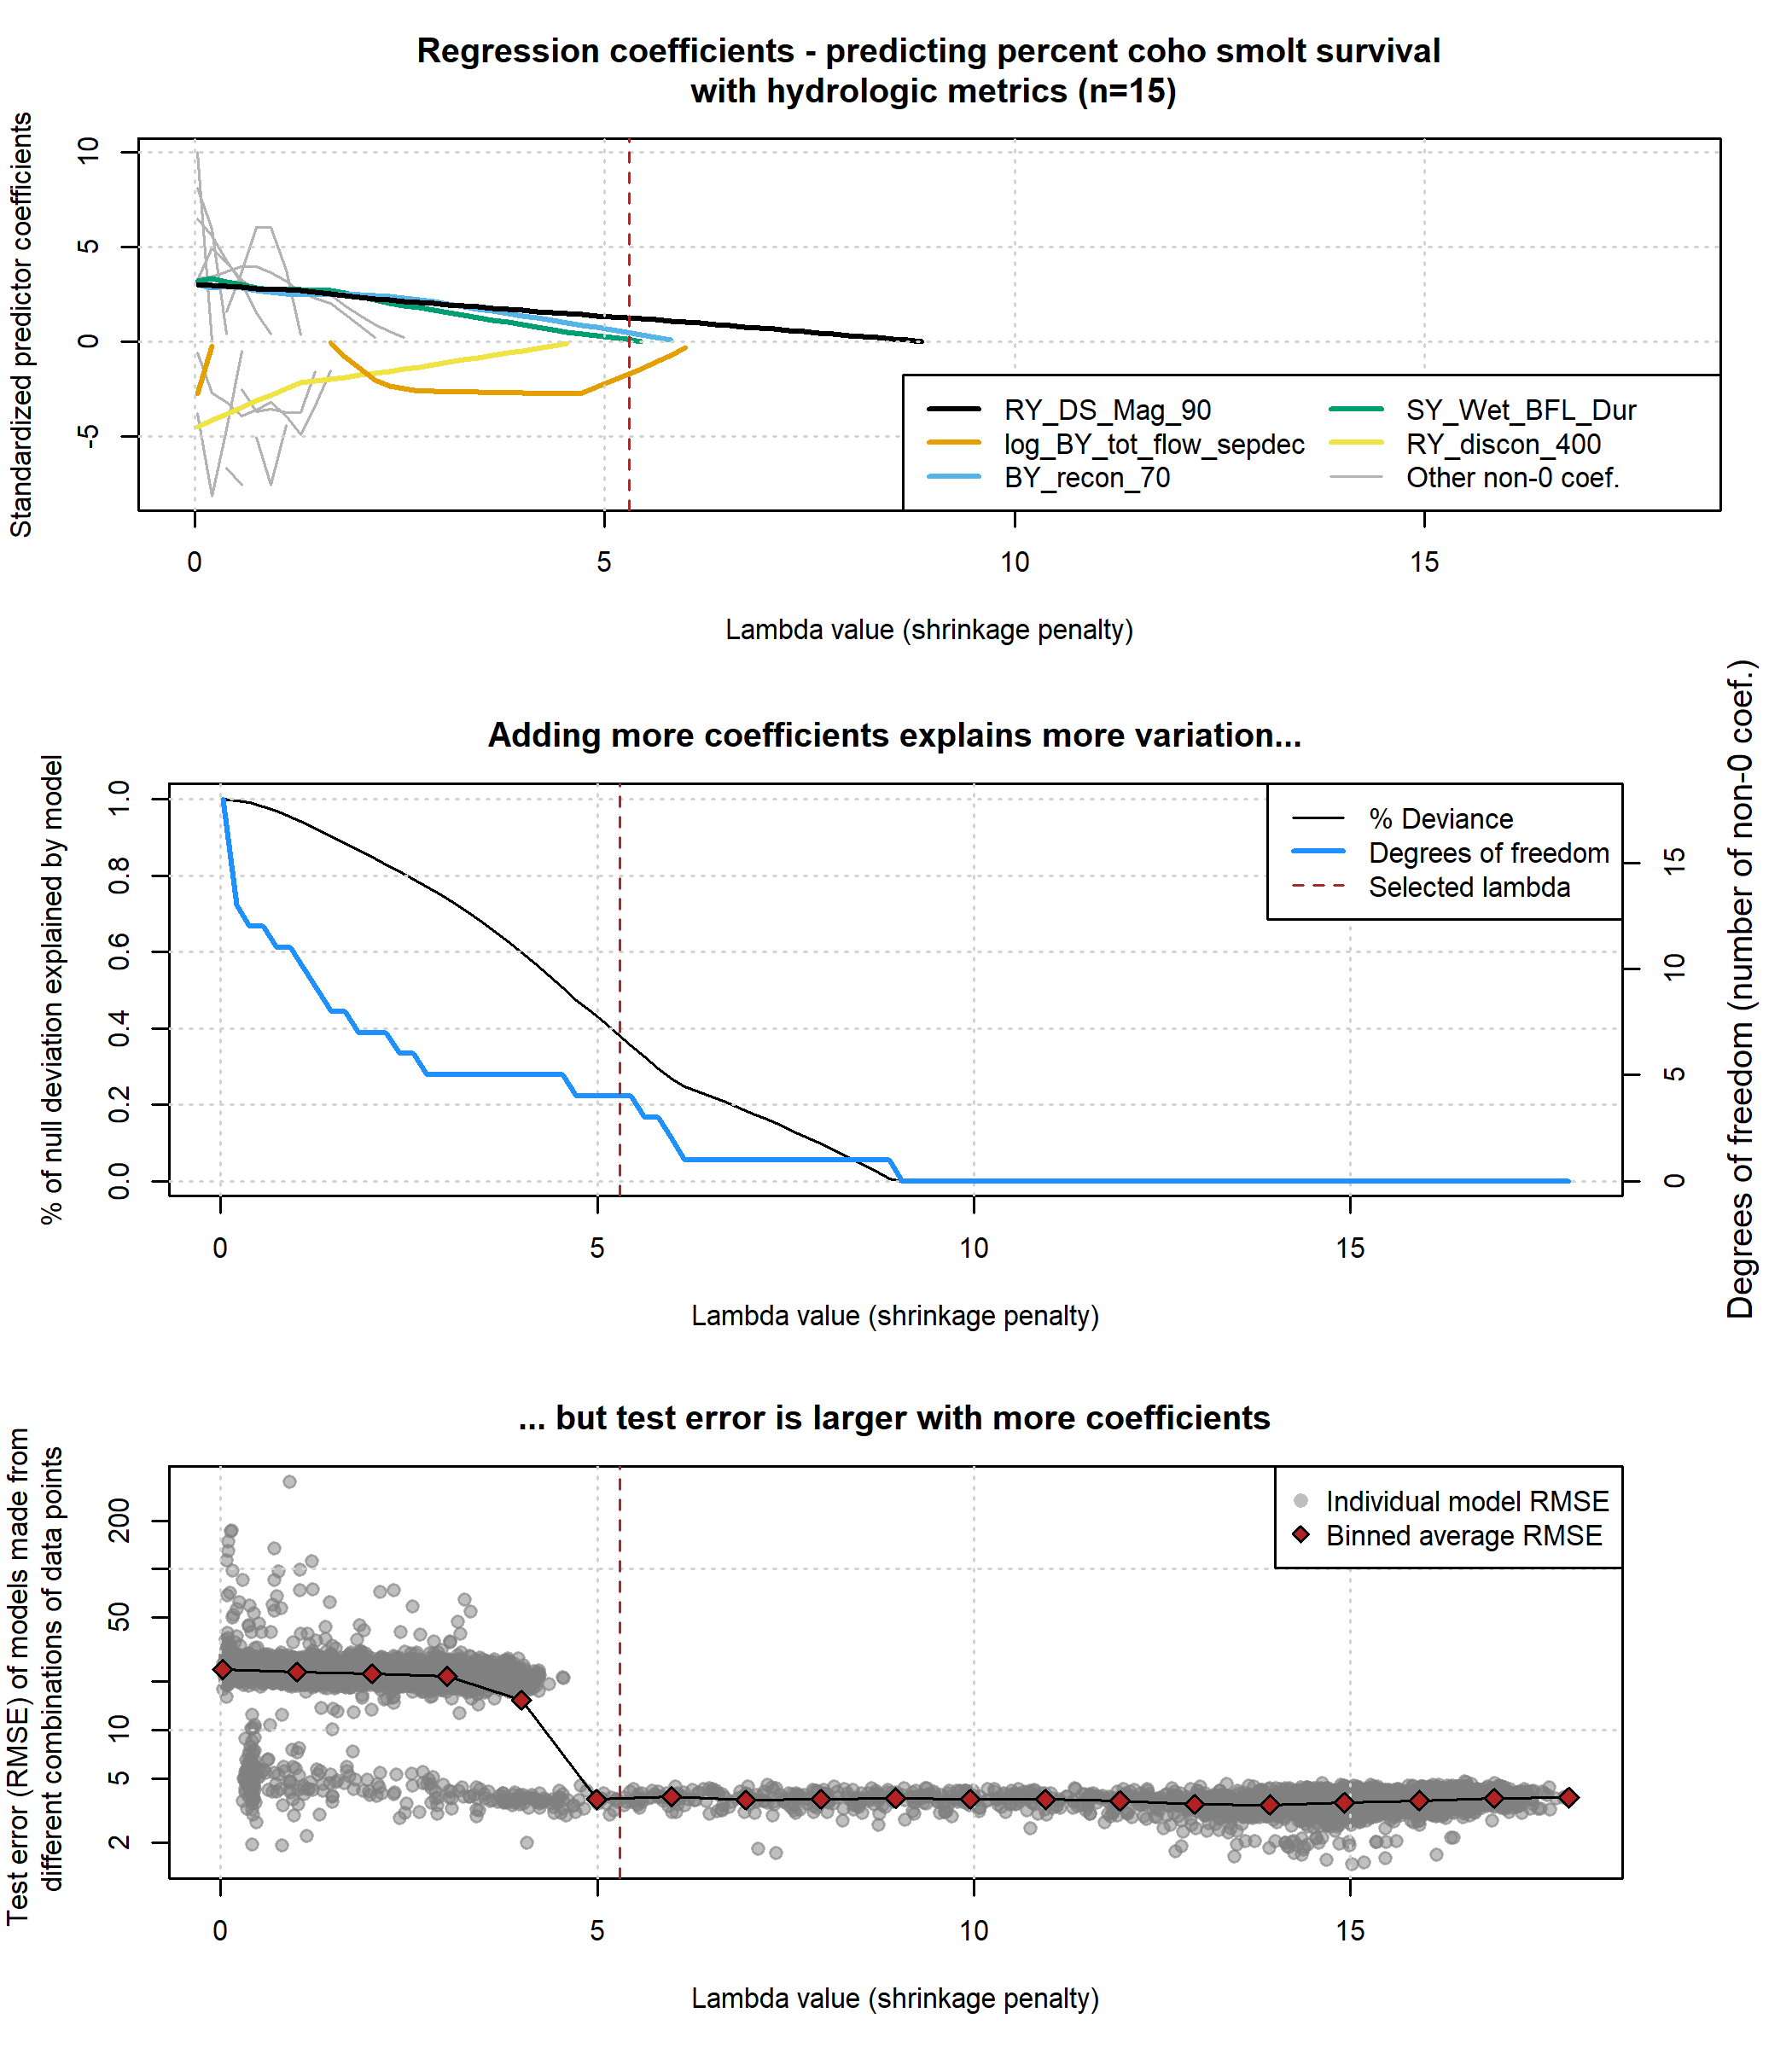 Regression coefficients - predicting percent coho smolt survival
with hydrologic metrics (n=15)
Standardized predictor coefficients
10
5
0
-5
RY_DS_Mag_90
log_BY_tot_flow_sepdec
BY_recon_70
SY_Wet_BFL_Dur
RY_discon_400
Other non-0 coef.
0
5
10
15
Lambda value (shrinkage penalty)
Adding more coefficients explains more variation...
% of null deviation explained by model
1.0
0.8
0.6
0.4
0.2
0.0
% Deviance
Degrees of freedom
Selected lambda
15
10
5
0
Degrees of freedom (number of non-0 coef.)
0
5
10
15
Lambda value (shrinkage penalty)
... but test error is larger with more coefficients
Test error (RMSE) of models made from
different combinations of data points
200
50
10
5
2
Individual model RMSE
Binned average RMSE
0
5
10
15
Lambda value (shrinkage penalty)